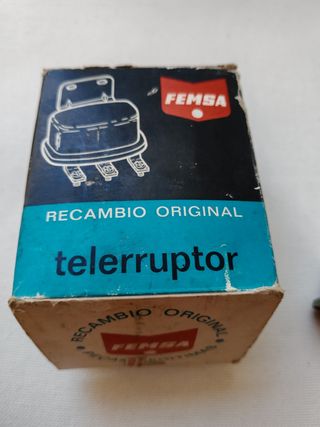 FEMSA
RECAMBIO ORIGINAL
telerruptor
RECAMBIO ORIGINAL
FEMSA